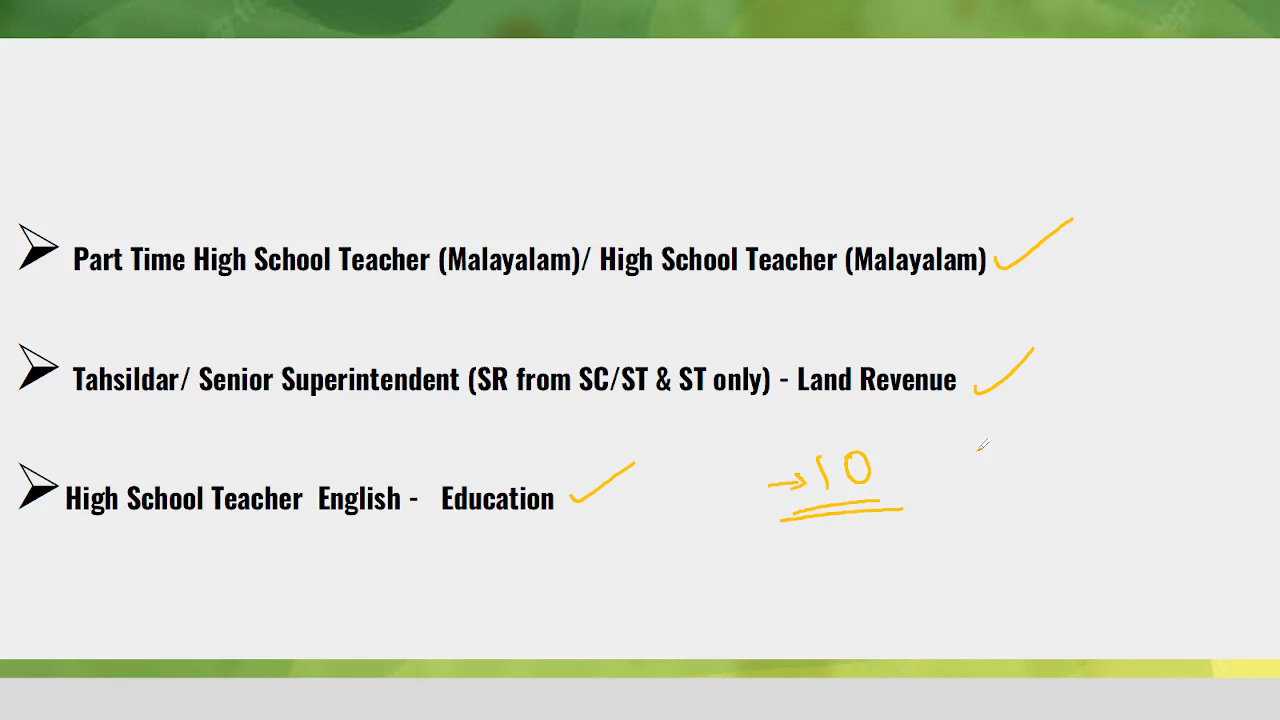 Part Time High School Teacher (Malayalam)/ High School Teacher (Malayalam)
Tahsildar/ Senior Superintendent (SR from SC/ST & ST only) - Land Revenue
High School Teacher English - Education
→ 10